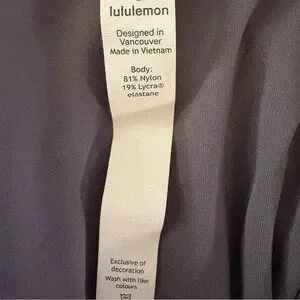 lululemon
Designed in
Vancouver
Made in Vietnam
Body:
81% Nylon
19% Lycra®
elastane
Exclusive of
decoration
Wash with like
colours